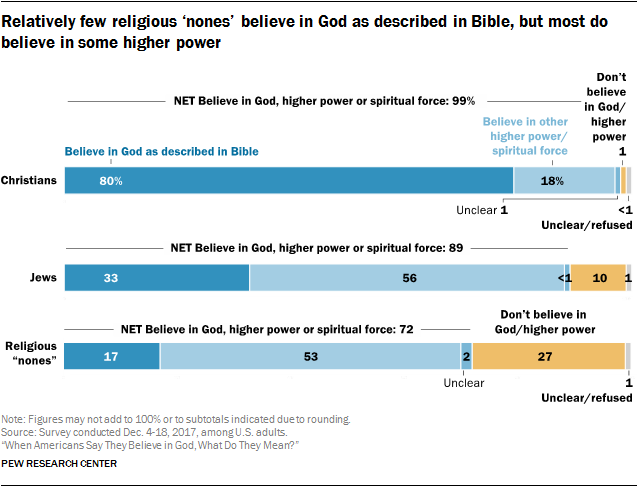 Relatively few religious ‘nones’ believe in God as described in Bible, but most do
believe in some higher power
Don’t
believe
in God/
higher
power
NET Believe in God, higher power or spiritual force: 99%
Believe in other
higher power/
spiritual force
Believe in God as described in Bible
1
Christians
80%
18%
Unclear 1
<1
Unclear/refused
NET Believe in God, higher power or spiritual force: 89
Jews
33
56
<1
10
1
NET Believe in God, higher power or spiritual force: 72
Don’t believe in
God/higher power
Religious
“nones”
17
53
2
27
Unclear
1
Unclear/refused
Note: Figures may not add to 100% or to subtotals indicated due to rounding.
Source: Survey conducted Dec. 4-18, 2017, among U.S. adults.
“When Americans Say They Believe in God, What Do They Mean?”
PEW RESEARCH CENTER